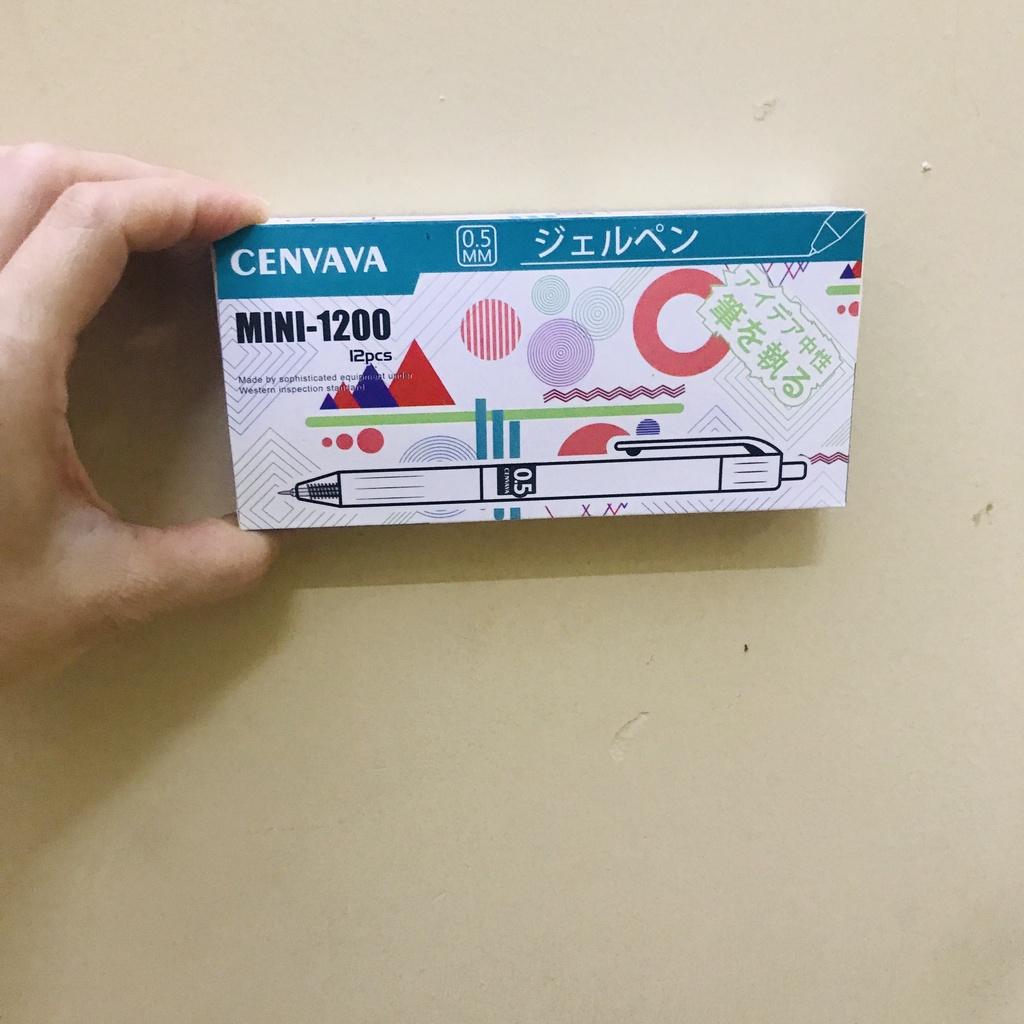 CENVAVA
0.5
MM
ジェルペン
MINI-1200
12pcs
Made by sophisticated equipment under
Western inspection standard
アイデア中性
筆を執る
CENVAVA
0.5